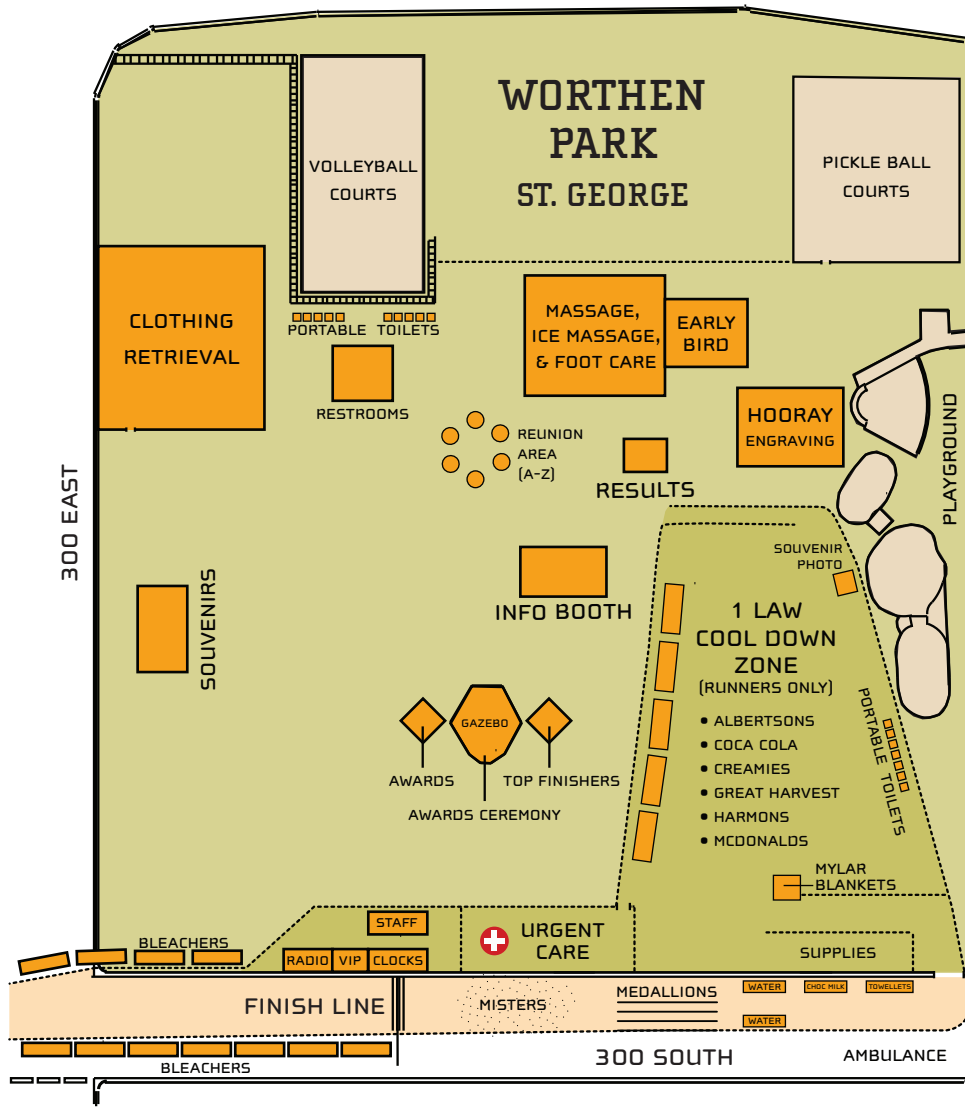 WORTHEN
PARK
ST. GEORGE
VOLLEYBALL
COURTS
PICKLE BALL
COURTS
CLOTHING
RETRIEVAL
PORTABLE TOILETS
RESTROOMS
MASSAGE,
ICE MASSAGE,
& FOOT CARE
EARLY
BIRD
HOORAY
ENGRAVING
PLAYGROUND
REUNION
AREA
(A-Z)
RESULTS
300 EAST
SOUVENIRS
INFO BOOTH
SOUVENIR
PHOTO
1 LAW
COOL DOWN
ZONE
(RUNNERS ONLY)
• ALBERTSONS
• COCA COLA
• CREAMIES
• GREAT HARVEST
• HARMONS
• MCDONALDS
PORTABLE TOILETS
GAZEBO
AWARDS
TOP FINISHERS
AWARDS CEREMONY
MYLAR
BLANKETS
STAFF
URGENT
CARE
BLEACHERS
RADIO
VIP
CLOCKS
SUPPLIES
FINISH LINE
MISTERS
MEDALLIONS
WATER
CHOC MILK
TOWELLETS
WATER
300 SOUTH
AMBULANCE
BLEACHERS